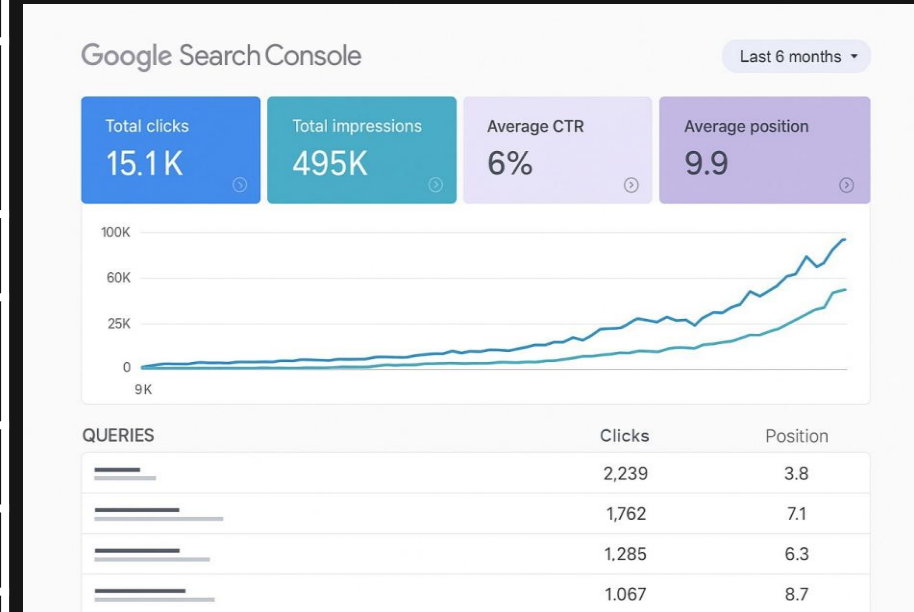 Google Search Console
Last 6 months
Total clicks
15.1 K
Total impressions
495K
Average CTR
6%
Average position
9.9
100K
60K
25K
0
9K
QUERIES Clicks Position
2,239 3.8
1,762 7.1
1,285 6.3
1.067 8.7